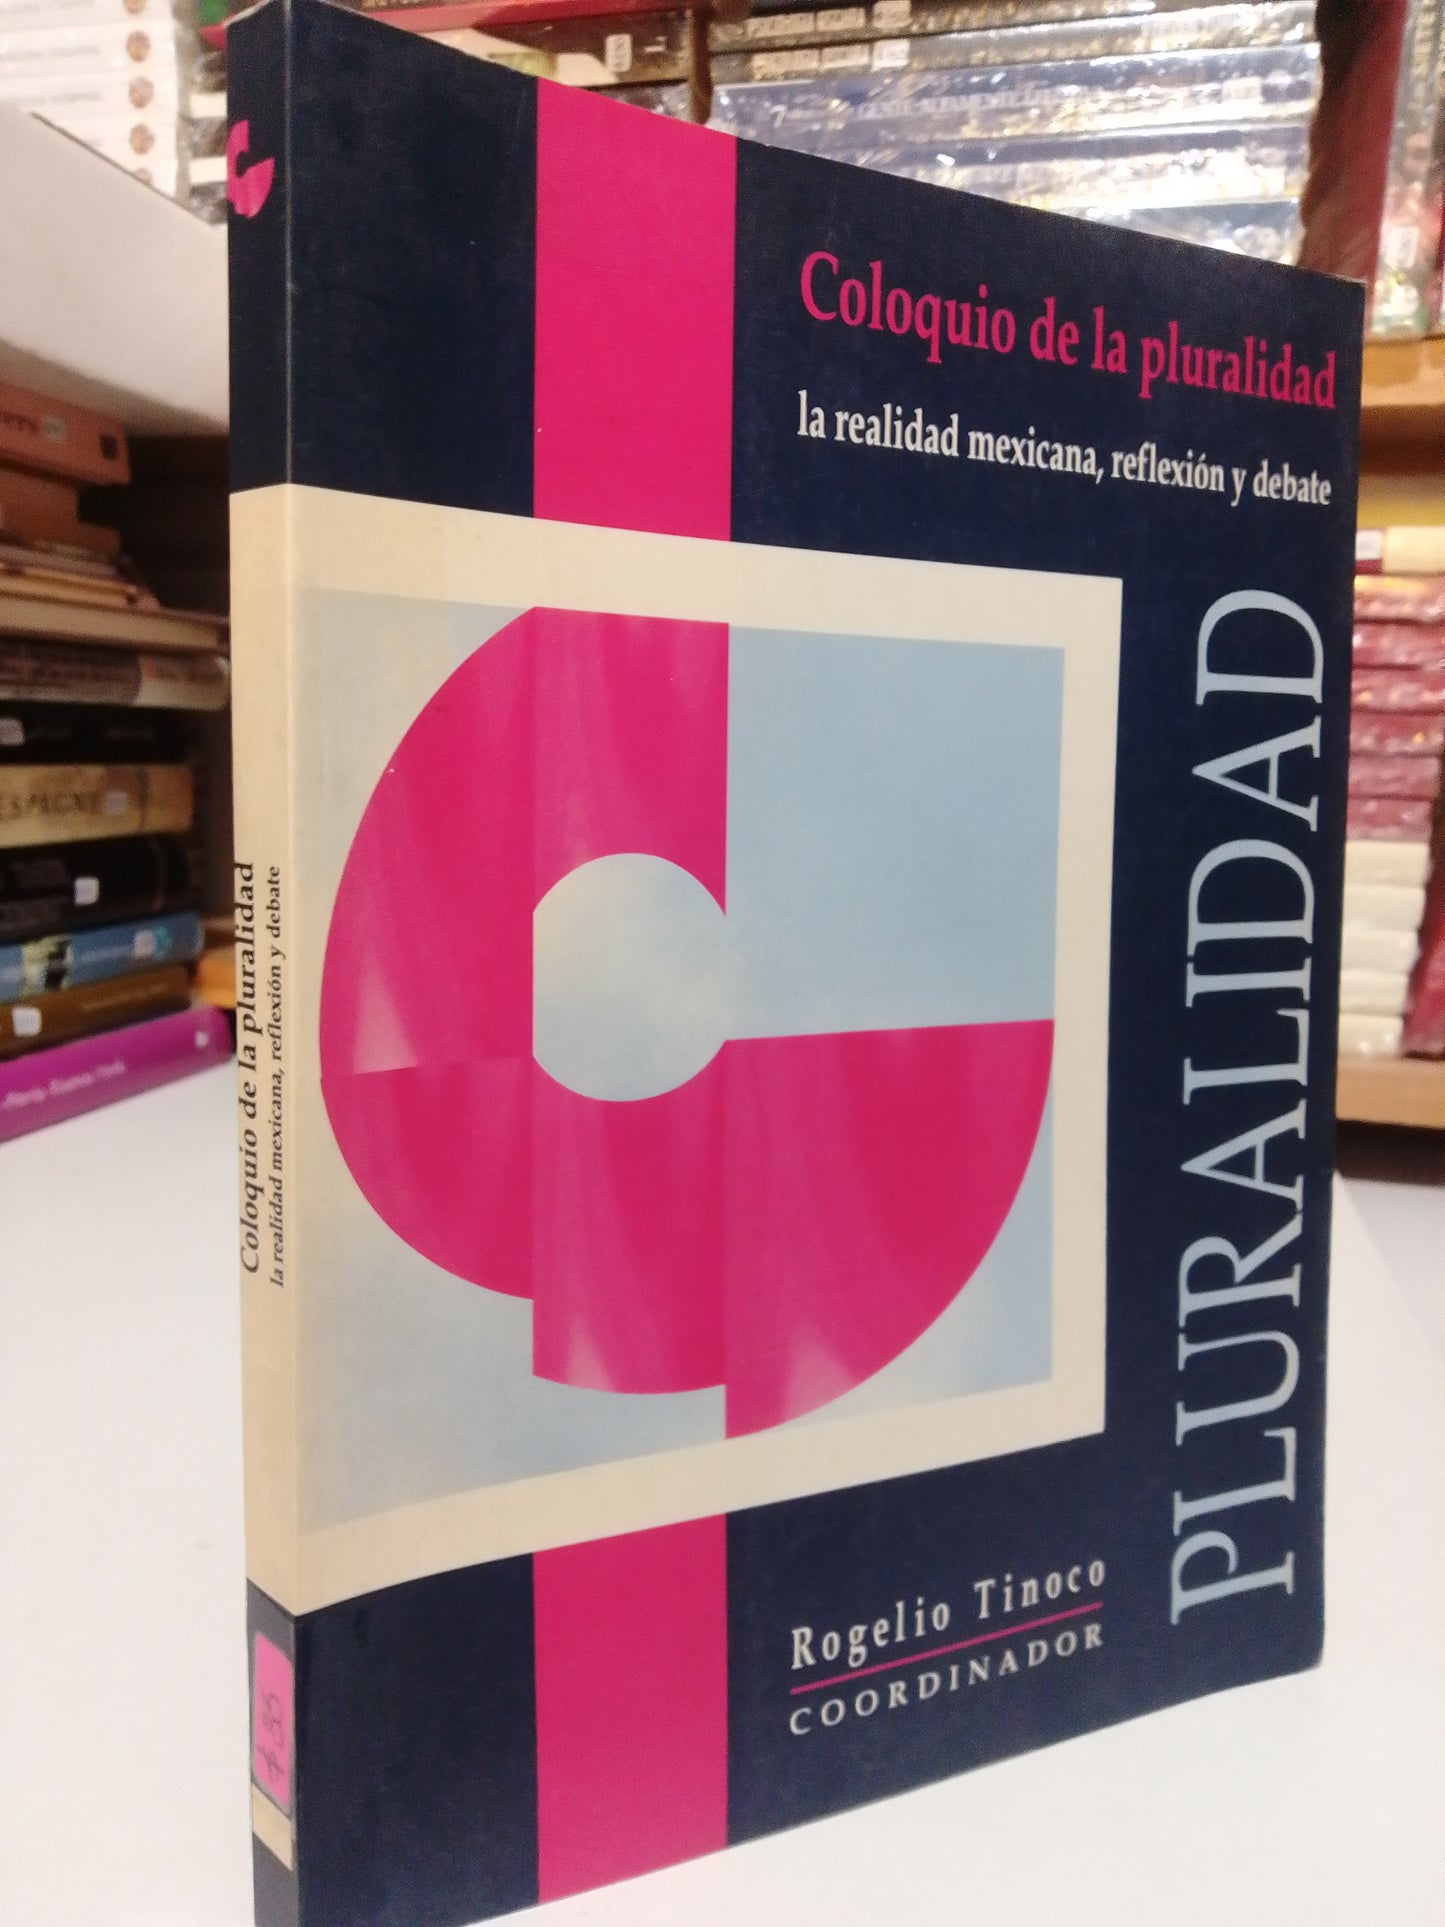 Coloquio de la pluralidad
la realidad mexicana, reflexión y debate
PLURALIDAD
Rogelio Tinoco
COORDINADOR
Coloquio de la pluralidad
la realidad mexicana, reflexión y debate
ESPAGNE